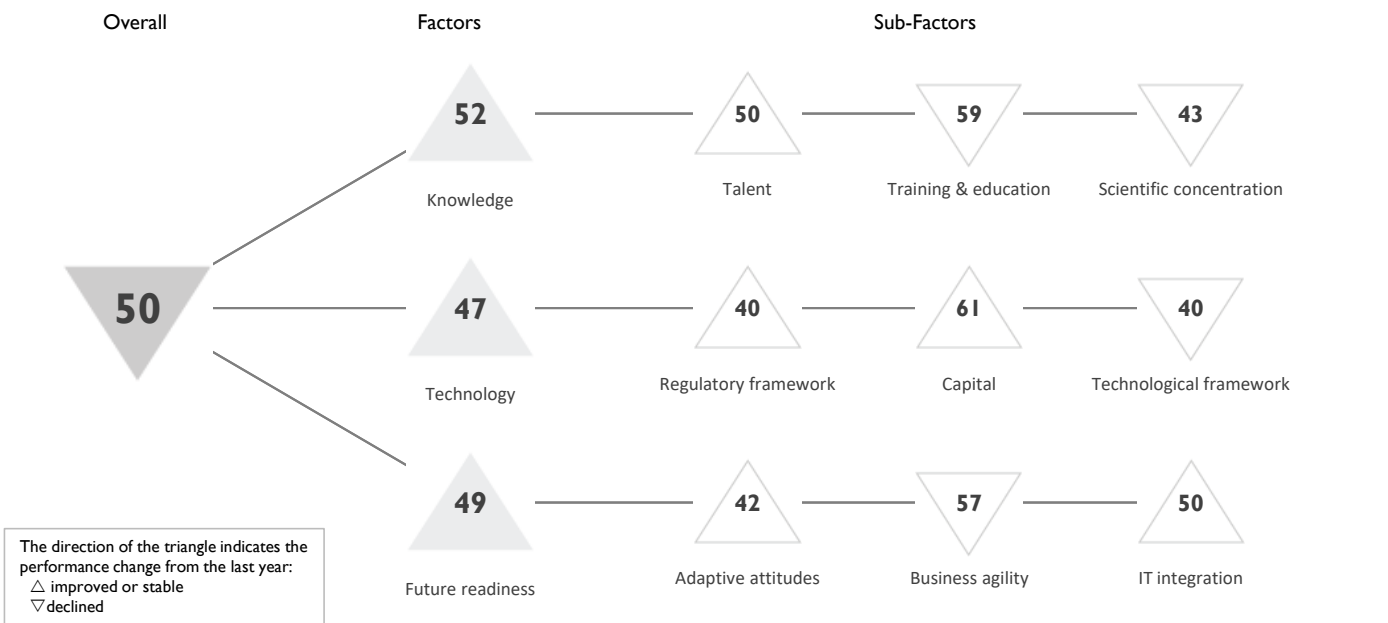 Overall
Factors
Sub-Factors
52
50
59
43
Knowledge
Talent
Training & education
Scientific concentration
50
47
40
61
40
Technology
Regulatory framework
Capital
Technological framework
49
42
57
50
Future readiness
Adaptive attitudes
Business agility
IT integration
The direction of the triangle indicates the
performance change from the last year:
△ improved or stable
▽ declined